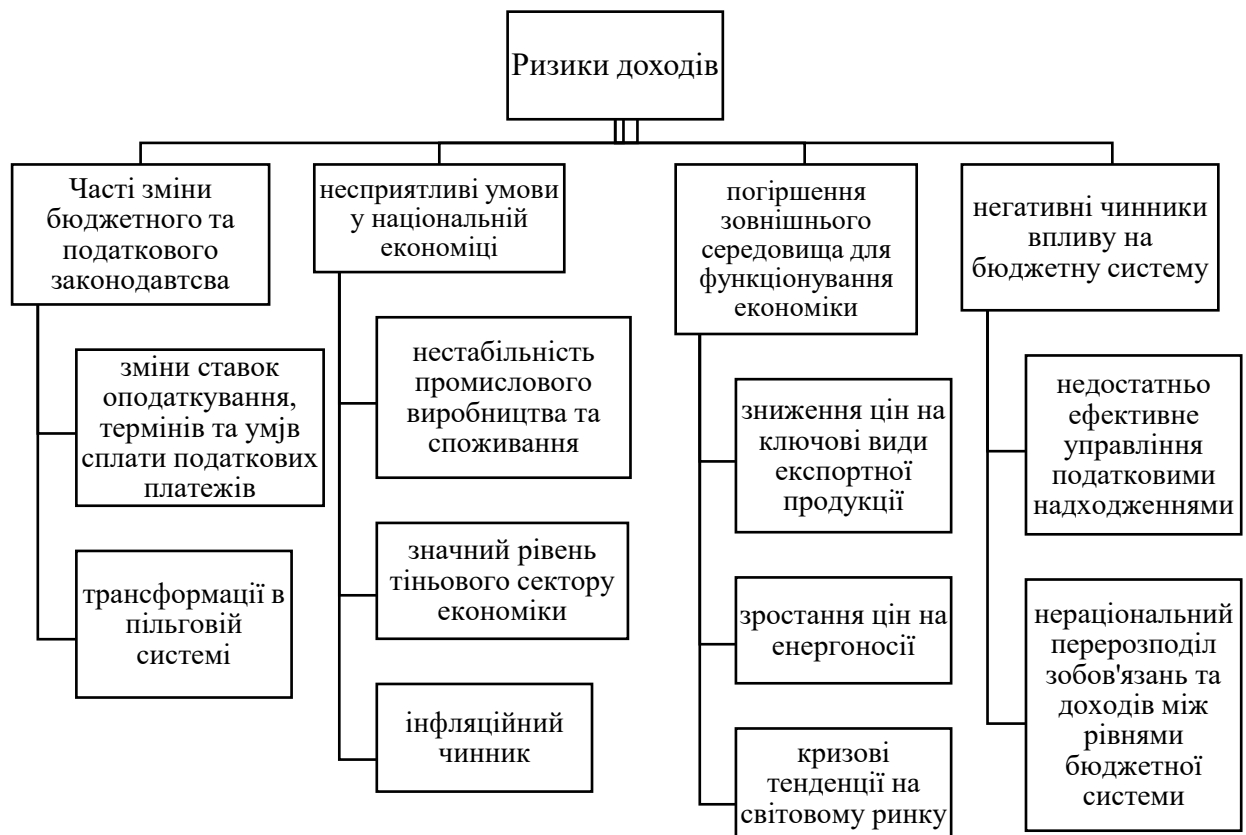 Ризики доходів
Часті зміни
бюджетного та
податкового
законодавтсва
зміни ставок
оподаткування,
термінів та умjв
сплати податкових
платежів
трансформації в
пільговій
системі
несприятливі умови
у національній
економіці
нестабільність
промислового
виробництва та
споживання
значний рівень
тіньового сектору
економіки
інфляційний
чинник
погіршення
зовнішнього
середовища для
функціонування
економіки
зниження цін на
ключові види
експортної
продукції
зростання цін на
енергоносії
кризові
тенденції на
світовому ринку
негативні чинники
впливу на
бюджетну систему
недостатньо
ефективне
управління
податковими
надходженнями
нераціональний
перерозподіл
зобов'язань та
доходів між
рівнями
бюджетної
системи